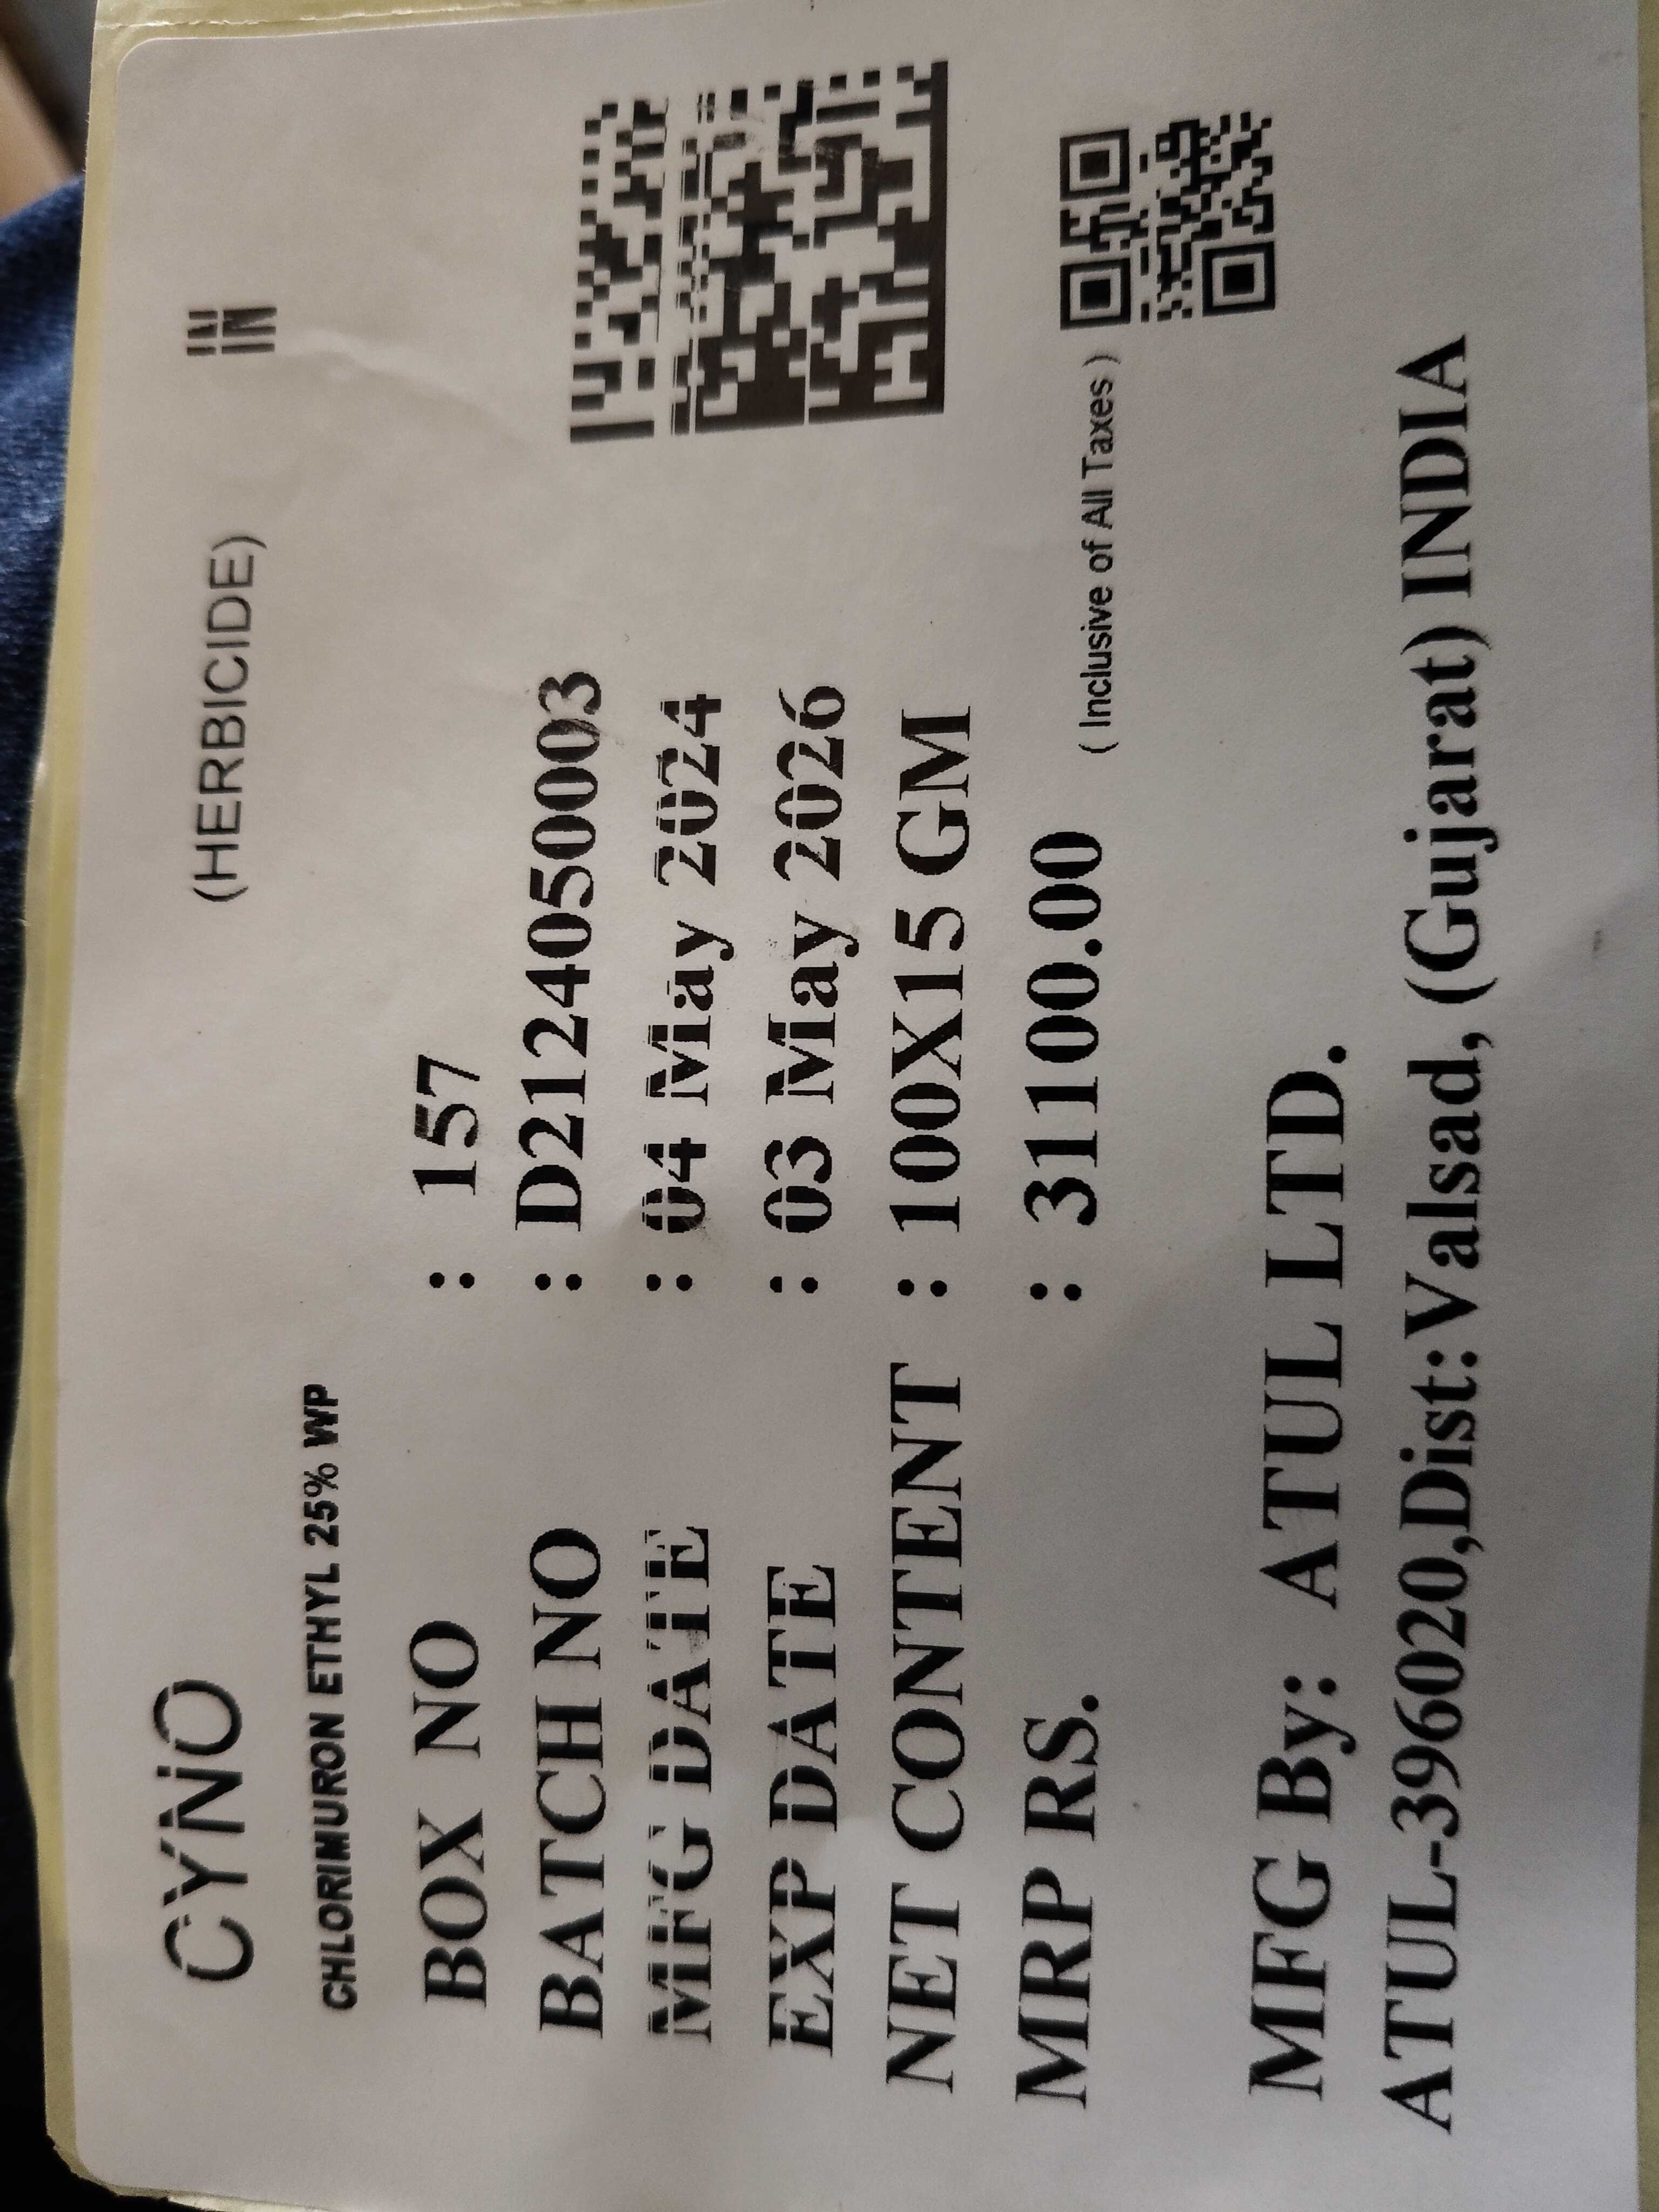 CYNO (HERBICIDE) IN
CHLORIMURON ETHYL 25% WP
BOX NO : 157
BATCH NO : D212405003
MFG DATE : 04 May 2024
EXP DATE : 03 May 2026
NET CONTENT : 100X15 GM
MRP RS. : 31100.00 ( Inclusive of All Taxes )
MFG By: ATUL LTD.
ATUL-396020,Dist: Valsad, (Gujarat) INDIA